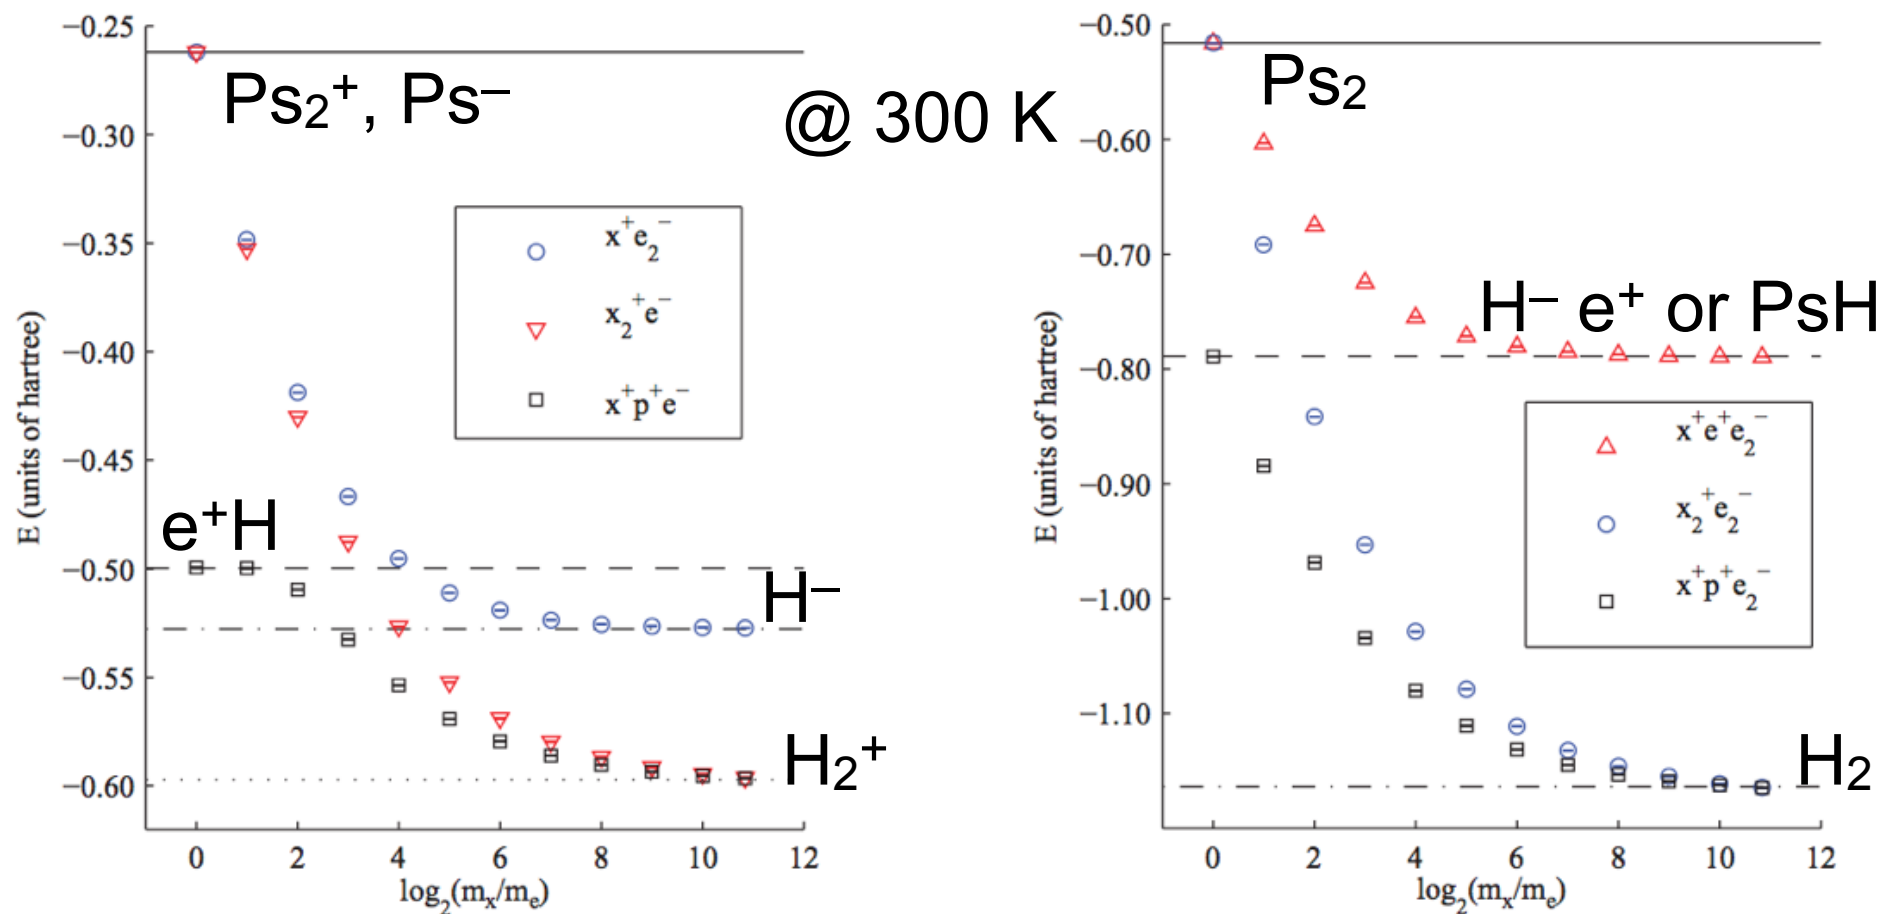 −0.25
−0.30
−0.35
−0.40
−0.45
−0.50
−0.55
−0.60
E (units of hartree)
0
2
4
6
8
10
12
log₂(mₓ/mₑ)
Ps₂⁺, Ps⁻
x⁺e₂⁻
x₂⁺e⁻
x⁺p⁺e⁻
e⁺H
H⁻
H₂⁺
@ 300 K
−0.50
−0.60
−0.70
−0.80
−0.90
−1.00
−1.10
E (units of hartree)
0
2
4
6
8
10
12
log₂(mₓ/mₑ)
Ps₂
H⁻ e⁺ or PsH
x⁺e⁺e₂⁻
x₂⁺e₂⁻
x⁺p⁺e₂⁻
H₂